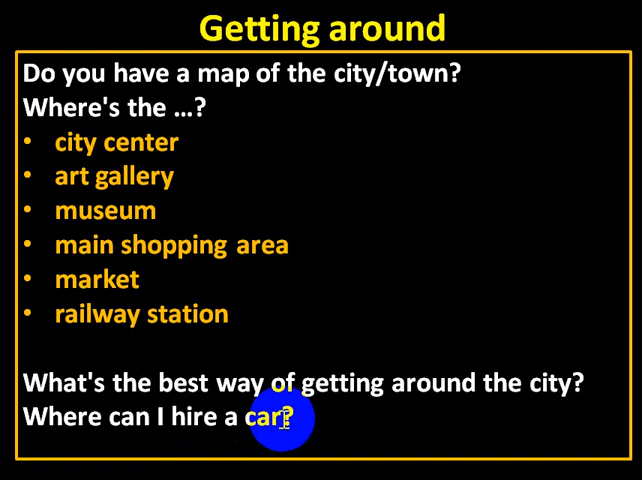 Getting around
Do you have a map of the city/town?
Where's the ...?
• city center
• art gallery
• museum
• main shopping area
• market
• railway station
What's the best way of getting around the city?
Where can I hire a car?